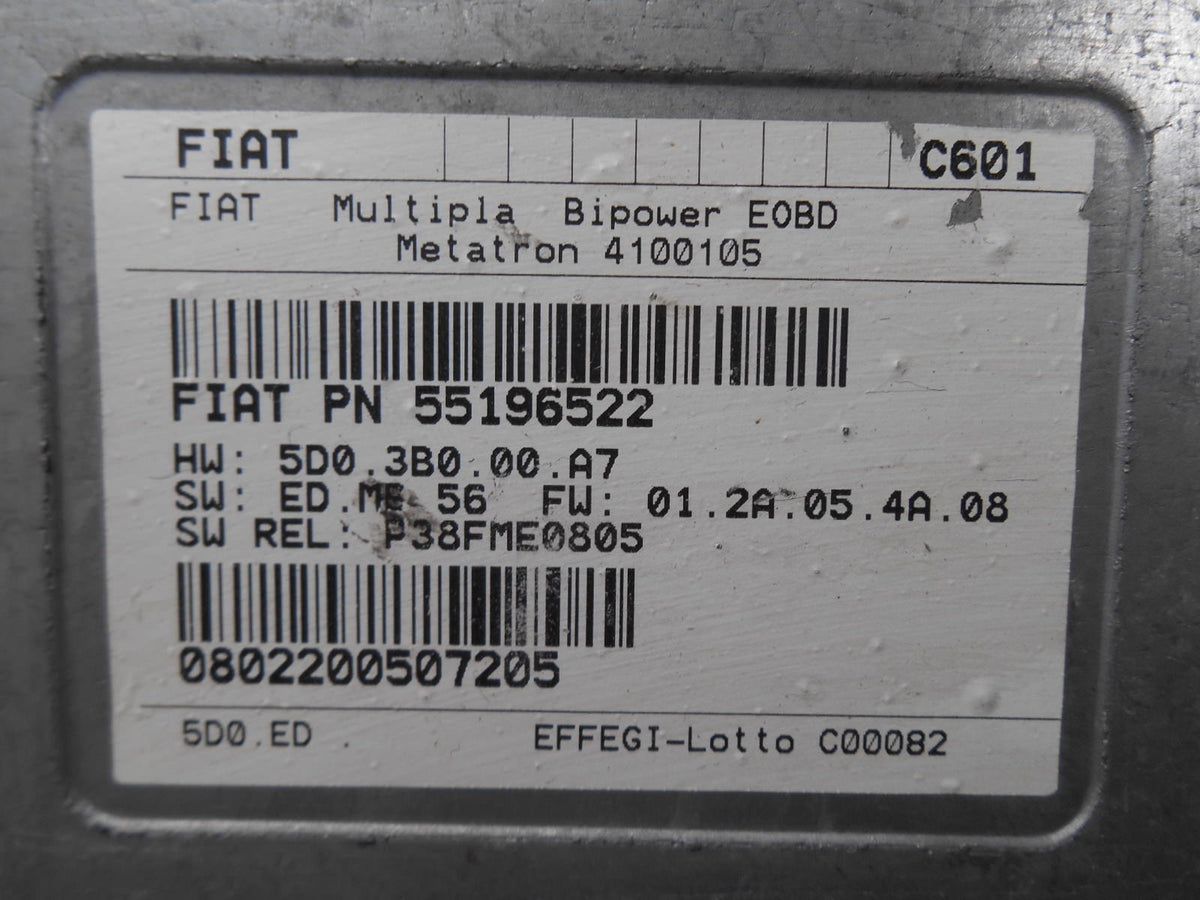 FIAT C601
FIAT Multipla Bipower EOBD
Metatron 4100105
FIAT PN 55196522
HW: 5D0.3B0.00.A7
SW: ED.ME 56 FW: 01.2A.05.4A.08
SW REL: P38FME0805
0802200507205
5D0.ED .
EFFEGI-Lotto C00082